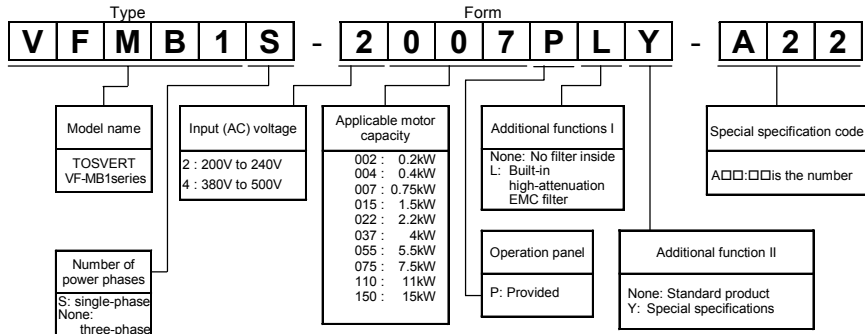 Type
Form
V F M B 1 S - 2 0 0 7 P L Y - A 2 2
Model name
TOSVERT
VF-MB1series
Number of
power phases
S: single-phase
None:
three-phase
Input (AC) voltage
2 : 200V to 240V
4 : 380V to 500V
Applicable motor
capacity
002 : 0.2kW
004 : 0.4kW
007 : 0.75kW
015 : 1.5kW
022 : 2.2kW
037 : 4kW
055 : 5.5kW
075 : 7.5kW
110 : 11kW
150 : 15kW
Additional functions I
None: No filter inside
L: Built-in
high-attenuation
EMC filter
Operation panel
P: Provided
Special specification code
A□□:□□is the number
Additional function II
None: Standard product
Y: Special specifications